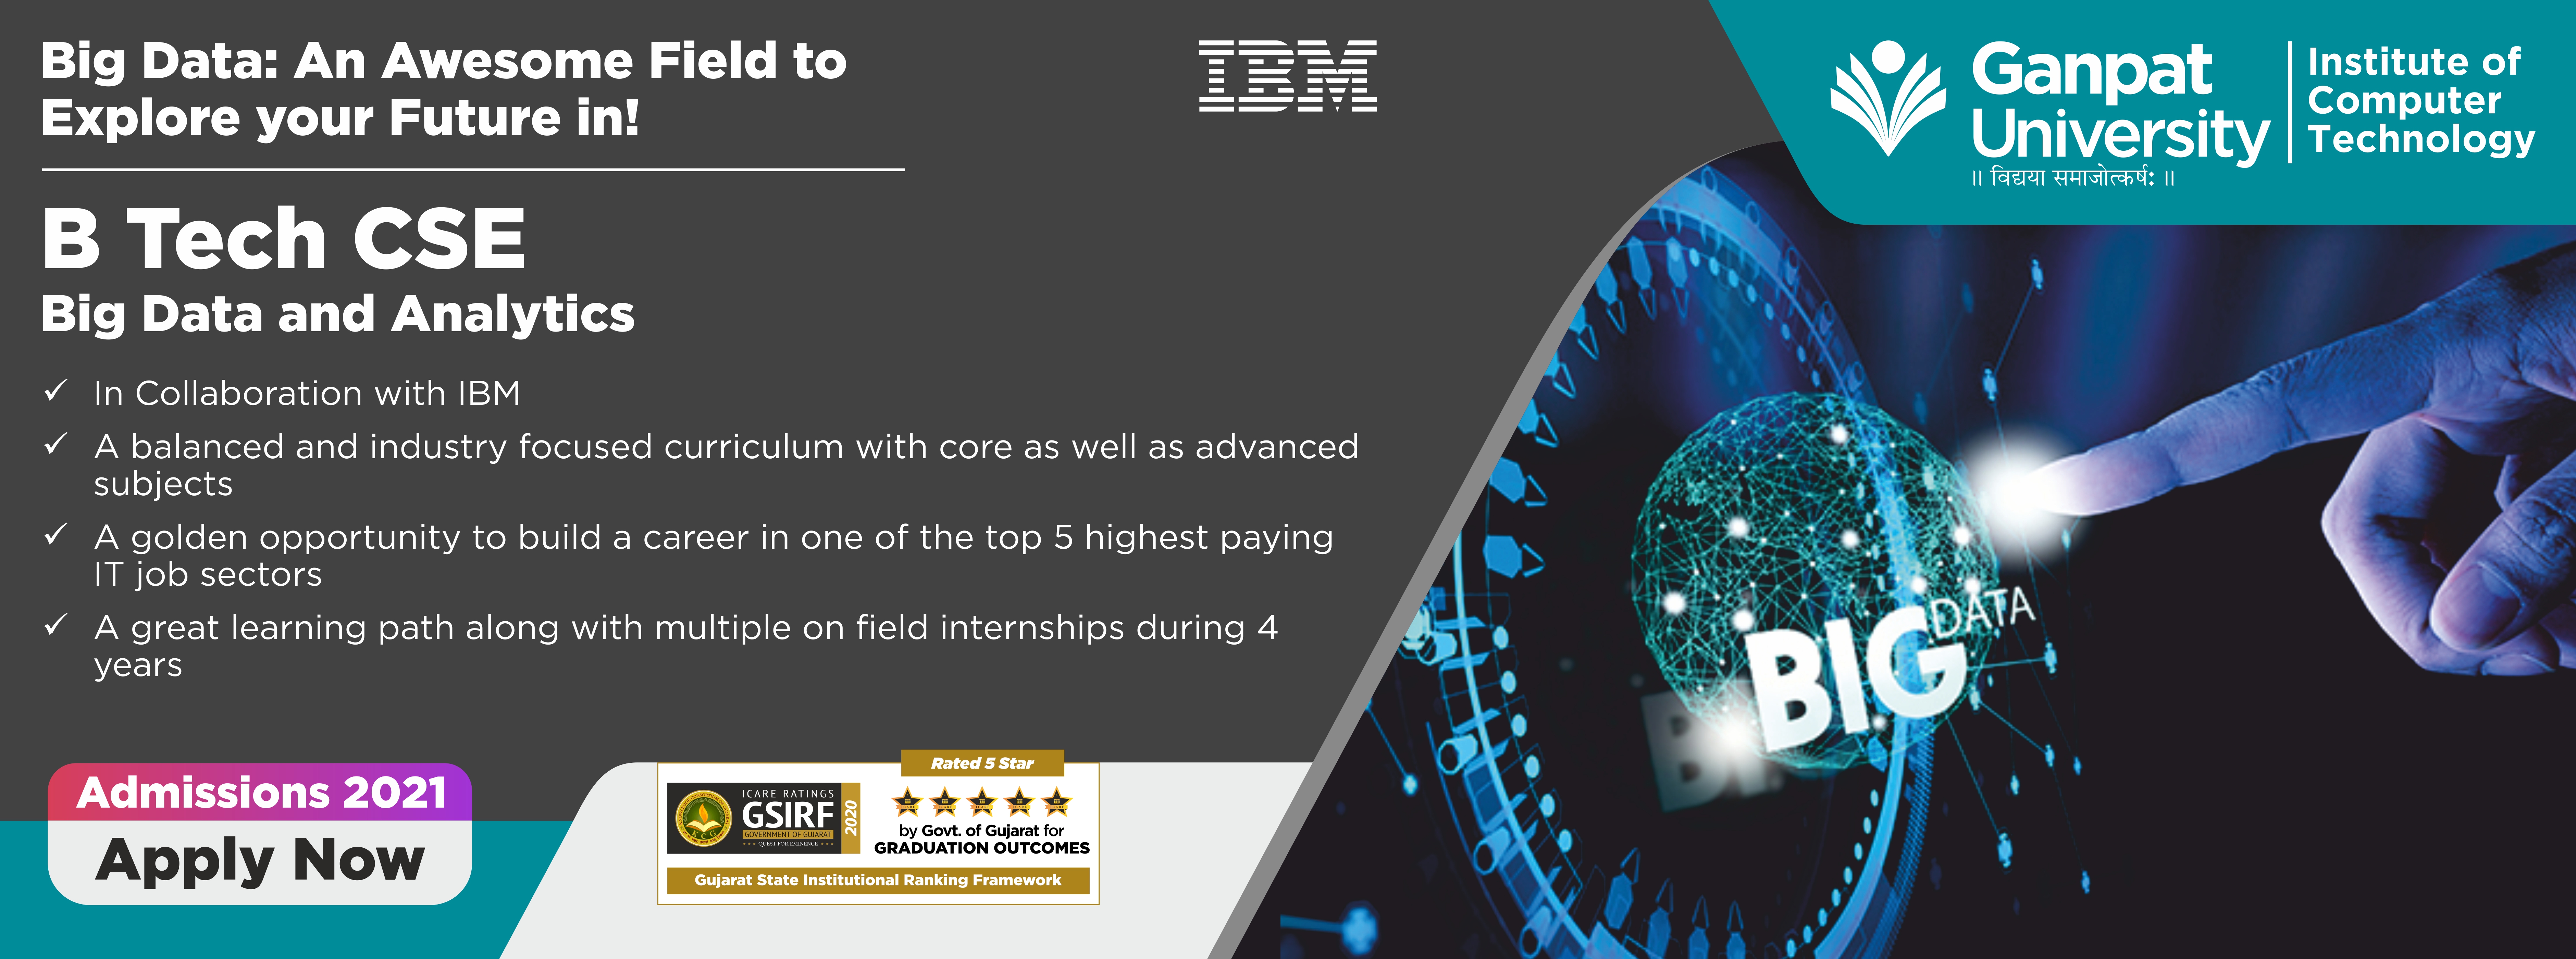 Big Data: An Awesome Field to
Explore your Future in!
IBM
Ganpat
University
॥ विद्यया समाजोत्कर्षः ॥
Institute of
Computer
Technology
B Tech CSE
Big Data and Analytics
✓ In Collaboration with IBM
✓ A balanced and industry focused curriculum with core as well as advanced
subjects
✓ A golden opportunity to build a career in one of the top 5 highest paying
IT job sectors
✓ A great learning path along with multiple on field internships during 4
years
BIG DATA
Admissions 2021
Apply Now
Rated 5 Star
ICARE RATINGS
GSIRF
GOVERNMENT OF GUJARAT
QUEST FOR EMINENCE
2020
by Govt. of Gujarat for
GRADUATION OUTCOMES
Gujarat State Institutional Ranking Framework